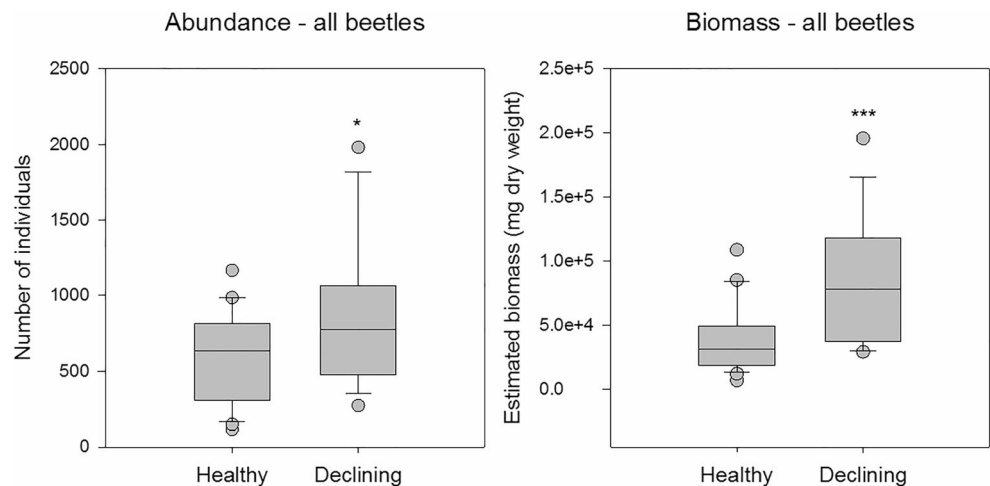 Abundance - all beetles
Number of individuals
2500
2000
1500
1000
500
0
*
Healthy
Declining
Biomass - all beetles
Estimated biomass (mg dry weight)
2.5e+5
2.0e+5
1.5e+5
1.0e+5
5.0e+4
0.0
***
Healthy
Declining